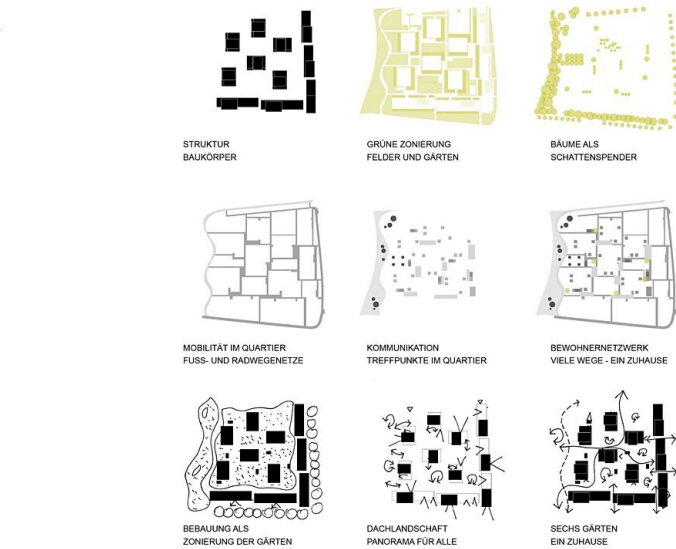 STRUKTUR
BAUKÖRPER
GRÜNE ZONIERUNG
FELDER UND GÄRTEN
BÄUME ALS
SCHATTENSPENDER
MOBILITÄT IM QUARTIER
FUSS- UND RADWEGENETZE
KOMMUNIKATION
TREFFPUNKTE IM QUARTIER
BEWOHNERNETZWERK
VIELE WEGE - EIN ZUHAUSE
BEBAUUNG ALS
ZONIERUNG DER GÄRTEN
DACHLANDSCHAFT
PANORAMA FÜR ALLE
SECHS GÄRTEN
EIN ZUHAUSE